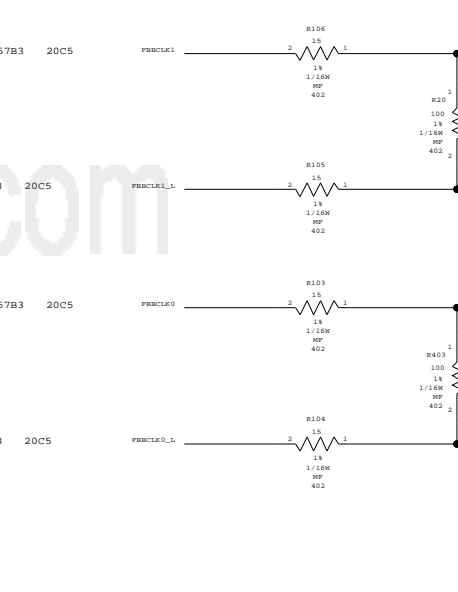 R106
57B3 20C5 FBBCLK1 2 15 1
1%
1/16W
MF
402
1
R20
100
1%
1/16W
MF
402
2
R105
20C5 FBBCLK1_L 2 15 1
1%
1/16W
MF
402
com
R103
57B3 20C5 FBBCLK0 2 15 1
1%
1/16W
MF
402
1
R403
100
1%
1/16W
MF
402
2
R104
20C5 FBBCLK0_L 2 15 1
1%
1/16W
MF
402